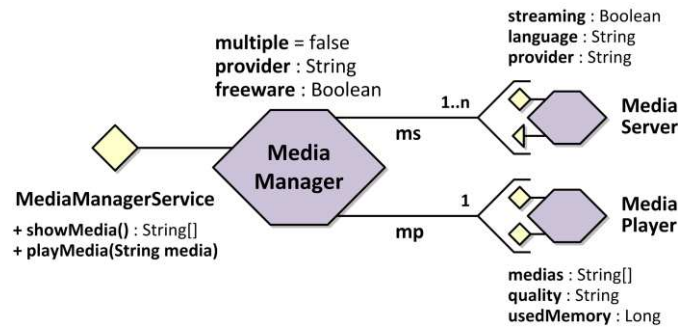 streaming : Boolean
language : String
provider : String
multiple = false
provider : String
freeware : Boolean
1..n
ms
Media
Server
Media
Manager
MediaManagerService
+ showMedia() : String[]
+ playMedia(String media)
1
mp
Media
Player
medias : String[]
quality : String
usedMemory : Long